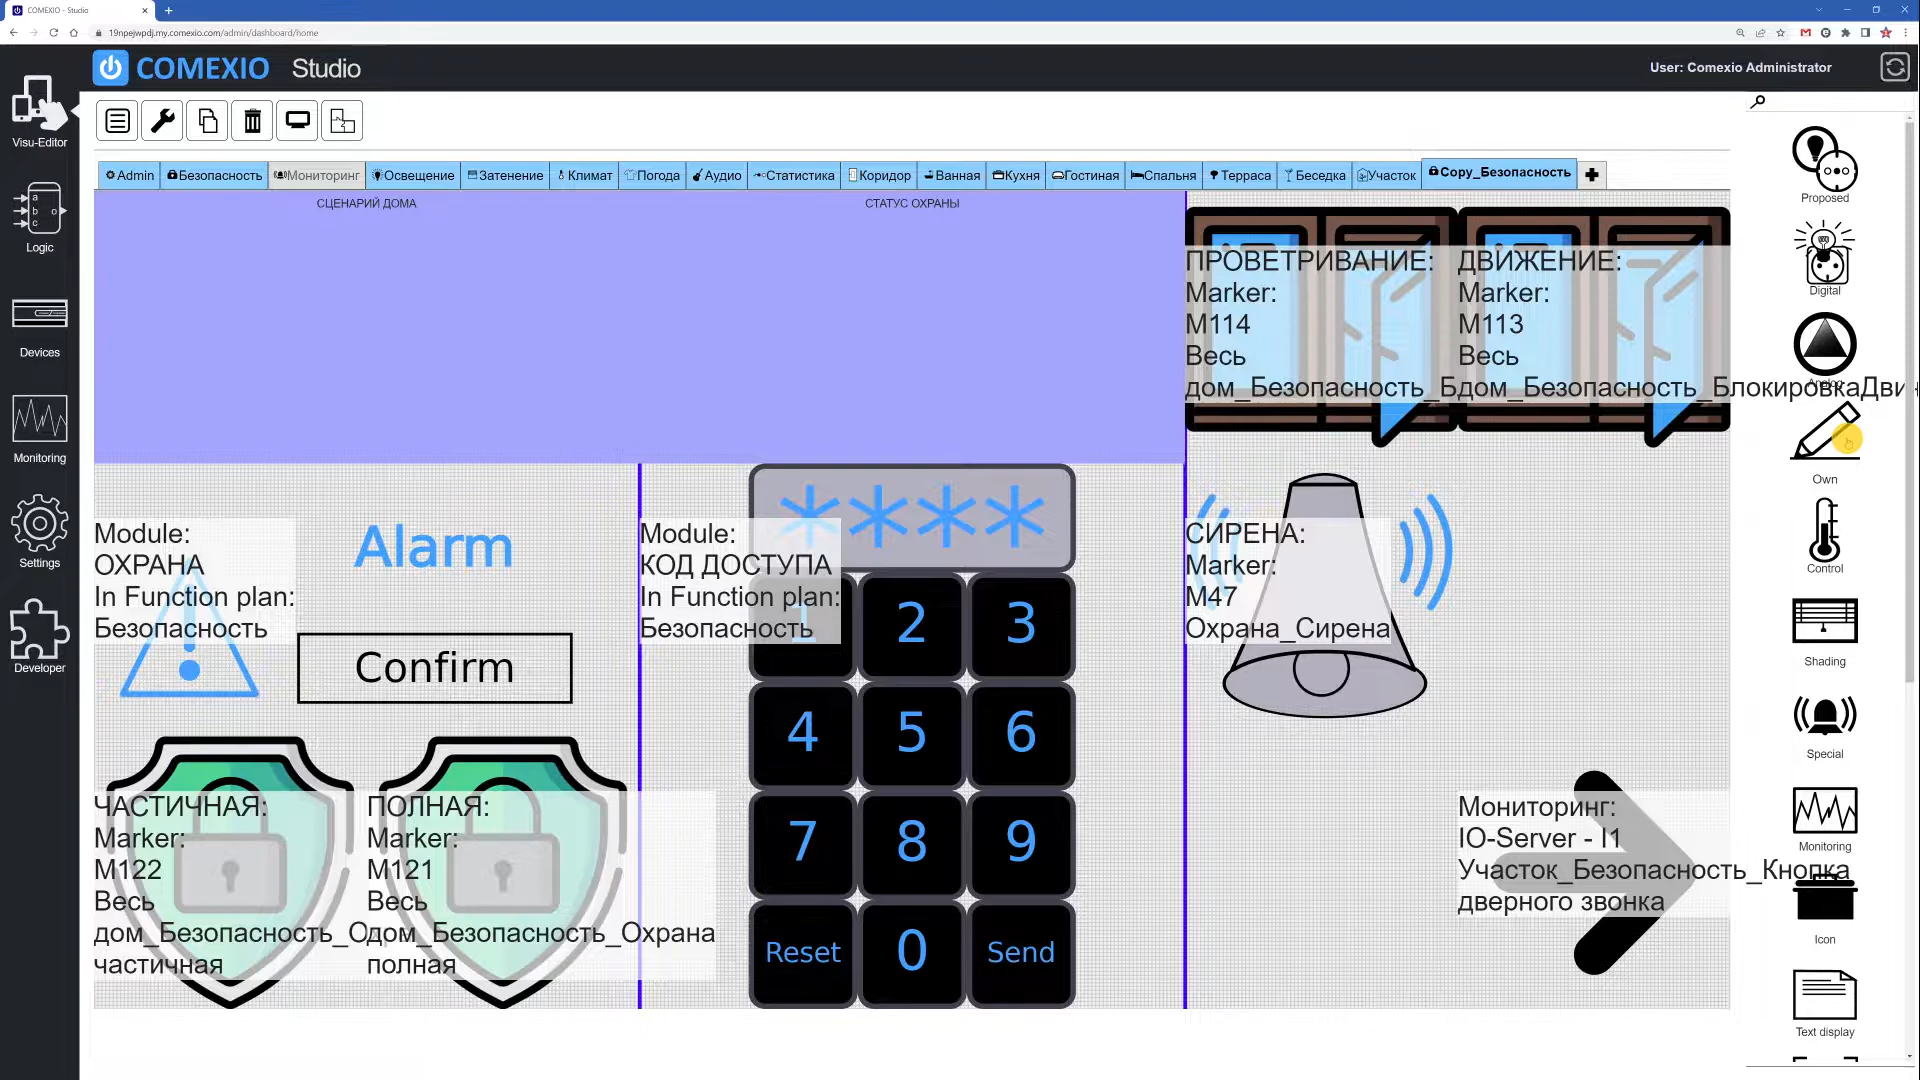 COMEXIO - Studio
19npejwpdj.my.comexio.com/admin/dashboard/home
COMEXIO Studio
User: Comexio Administrator
Visu-Editor
Logic
Devices
Monitoring
Settings
Developer
Admin
Безопасность
Мониторинг
Освещение
Затенение
Климат
Погода
Аудио
Статистика
Коридор
Ванная
Кухня
Гостиная
Спальня
Терраса
Беседка
Участок
Copy_Безопасность
СЦЕНАРИЙ ДОМА
СТАТУС ОХРАНЫ
ПРОВЕТРИВАНИЕ:
Marker:
M114
Весь
дом_Безопасность_Б
ДВИЖЕНИЕ:
Marker:
M113
Весь
дом_Безопасность_БлокировкаДви
Module:
ОХРАНА
In Function plan:
Безопасность
Alarm
Confirm
Module:
КОД ДОСТУПА
In Function plan:
Безопасность
****
1
2
3
4
5
6
7
8
9
Reset
0
Send
СИРЕНА:
Marker:
M47
Охрана_Сирена
ЧАСТИЧНАЯ:
Marker:
M122
Весь
дом_Безопасность_О
частичная
ПОЛНАЯ:
Marker:
M121
Весь
дом_Безопасность_Охрана
полная
Мониторинг:
IO-Server - I1
Участок_Безопасность_Кнопка
дверного звонка
Proposed
Digital
Analog
Own
Control
Shading
Special
Monitoring
Icon
Text display